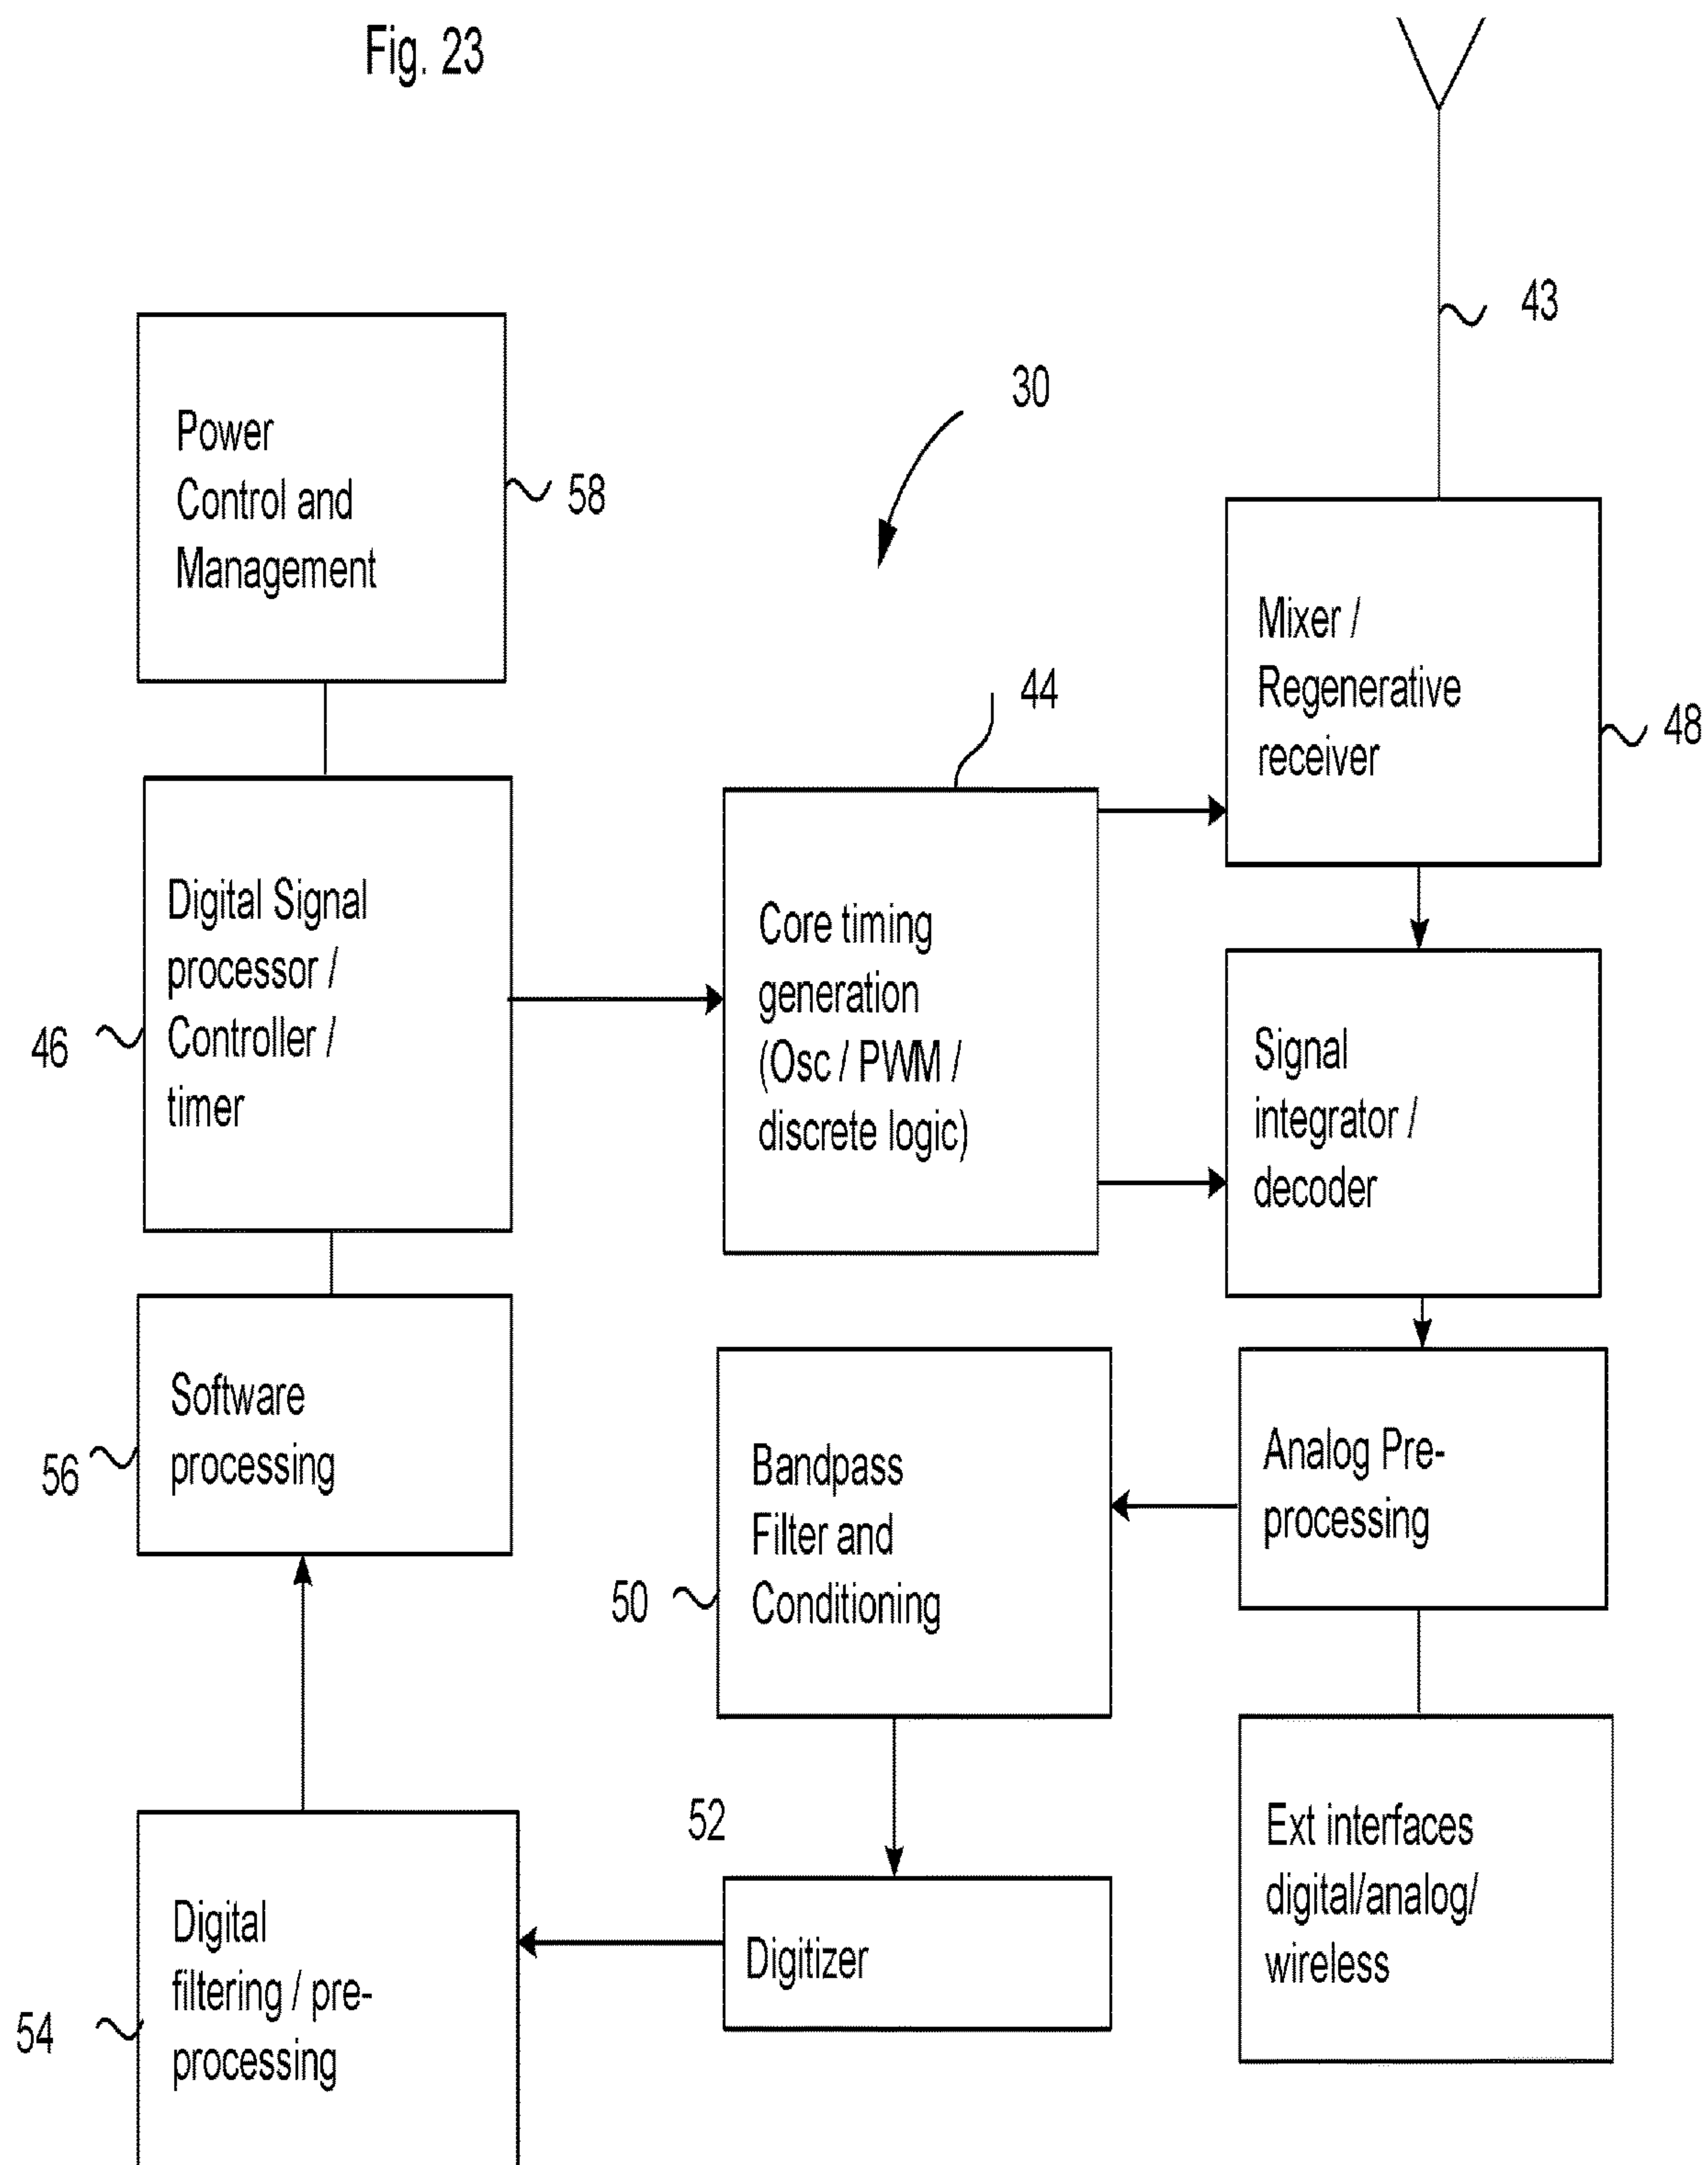 Fig. 23
43
30
Power
Control and
Management
58
Mixer /
Regenerative
receiver
48
44
Digital Signal
processor /
Controller /
timer
46
Core timing
generation
(Osc / PWM /
discrete logic)
Signal
integrator /
decoder
Software
processing
56
Bandpass
Filter and
Conditioning
50
Analog Pre-
processing
52
Digitizer
Ext interfaces
digital/analog/
wireless
Digital
filtering / pre-
processing
54